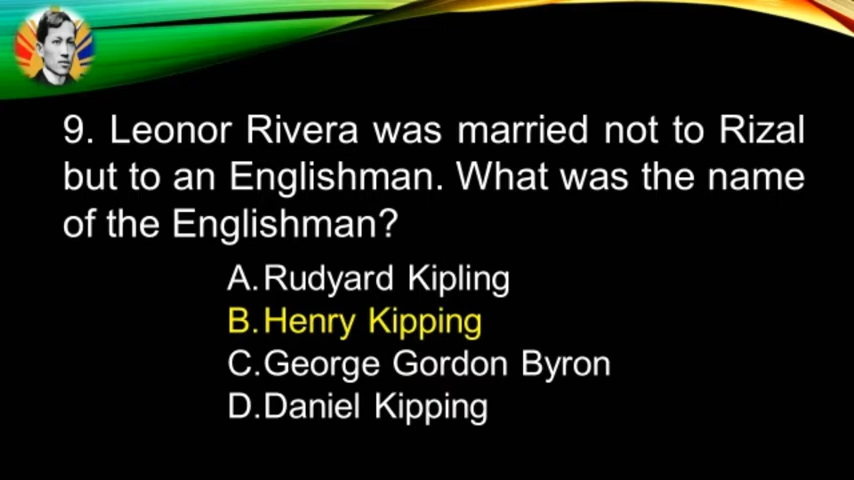 9. Leonor Rivera was married not to Rizal
but to an Englishman. What was the name
of the Englishman?
A. Rudyard Kipling
B. Henry Kipping
C. George Gordon Byron
D. Daniel Kipping